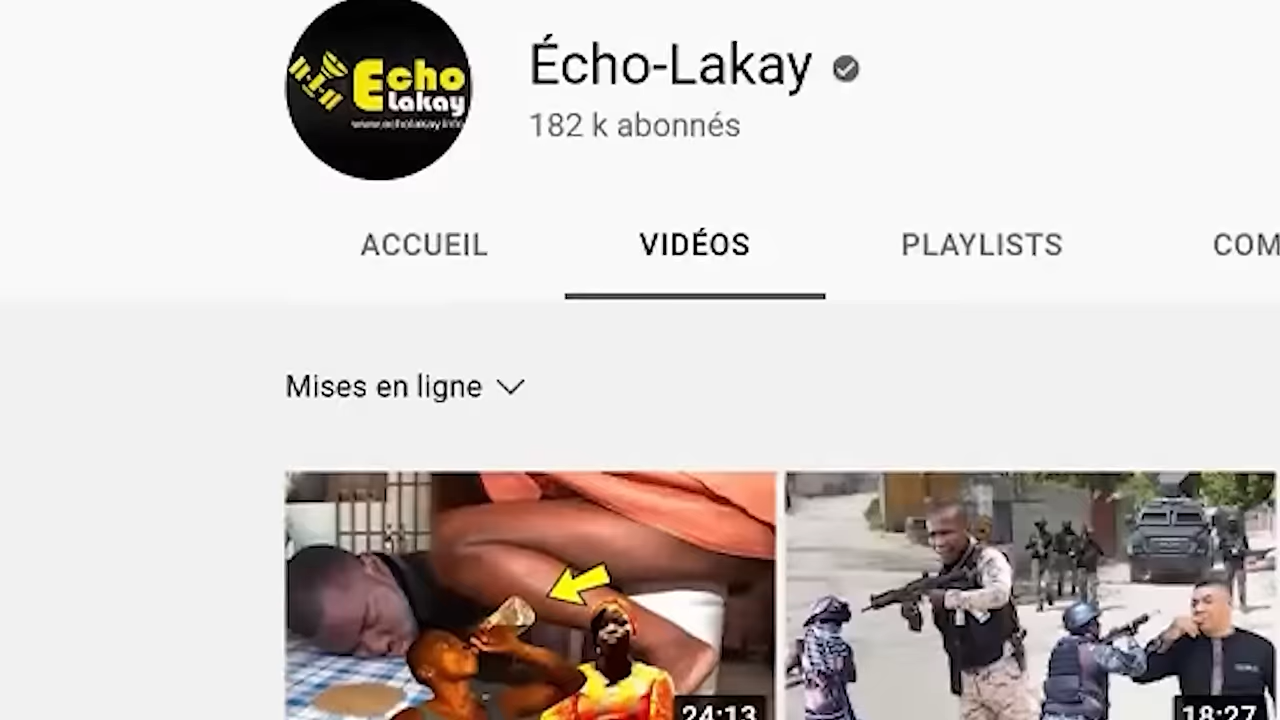 Echo
Lakay
www.echolakay.info
Écho-Lakay
182 k abonnés
ACCUEIL
VIDÉOS
PLAYLISTS
COM
Mises en ligne
24:13
18:27